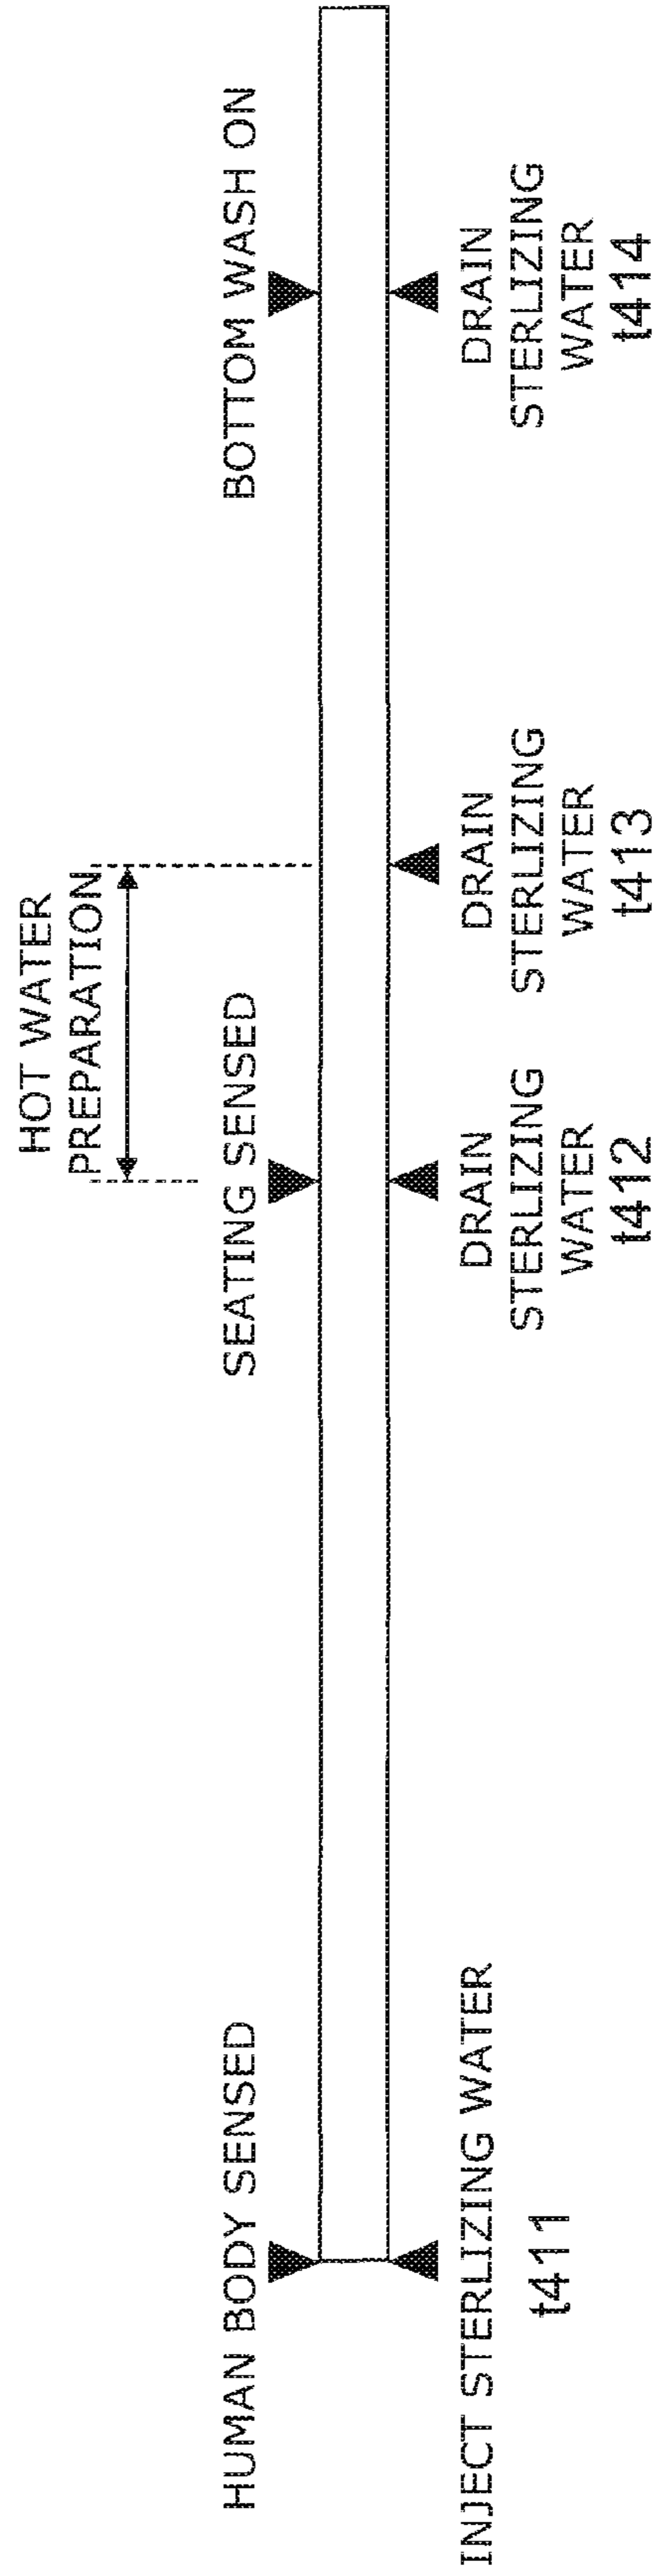 HOT WATER
PREPARATION
HUMAN BODY SENSED
SEATING SENSED
BOTTOM WASH ON
INJECT STERLIZING WATER
t411
DRAIN
STERLIZING
WATER
t412
DRAIN
STERLIZING
WATER
t413
DRAIN
STERLIZING
WATER
t414